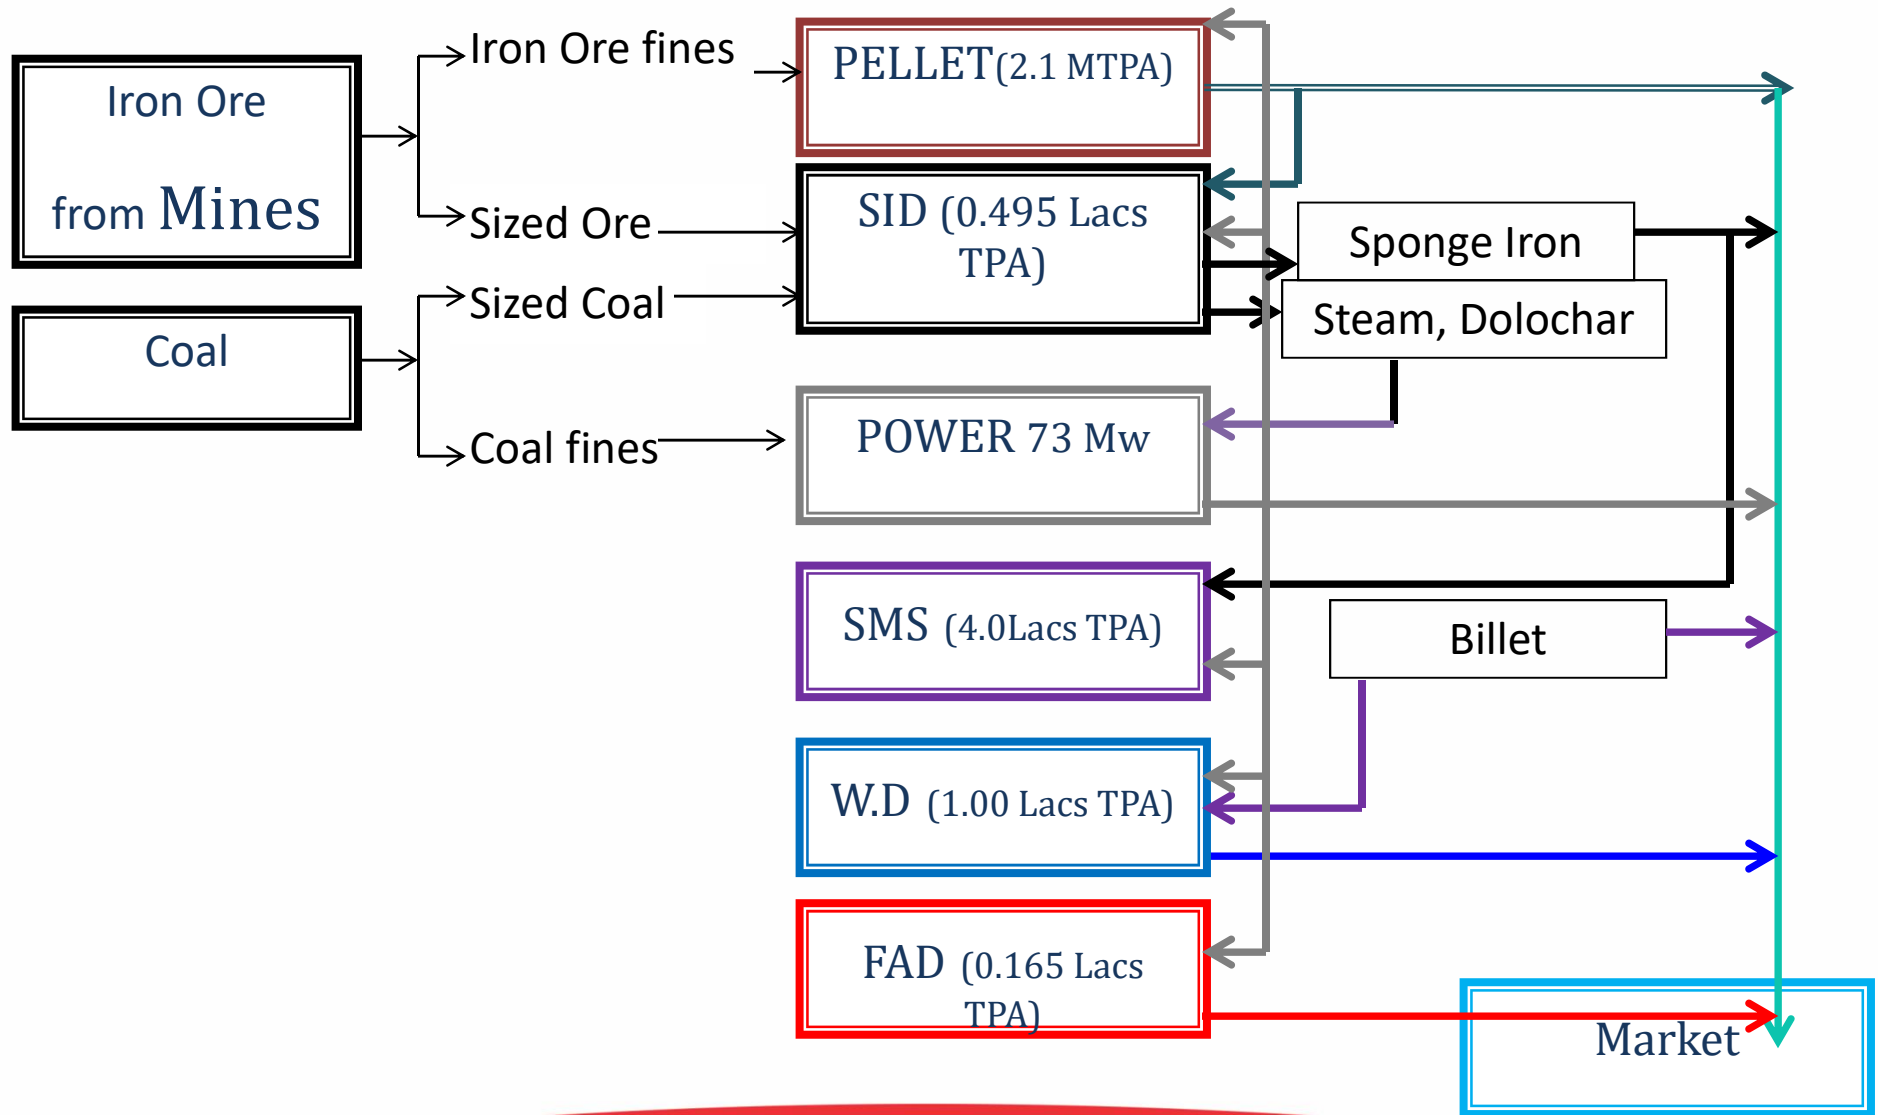 Iron Ore
from Mines
Coal
Iron Ore fines
Sized Ore
Sized Coal
Coal fines
PELLET(2.1 MTPA)
SID (0.495 Lacs
TPA)
Sponge Iron
Steam, Dolochar
POWER 73 Mw
SMS (4.0Lacs TPA)
Billet
W.D (1.00 Lacs TPA)
FAD (0.165 Lacs
TPA)
Market